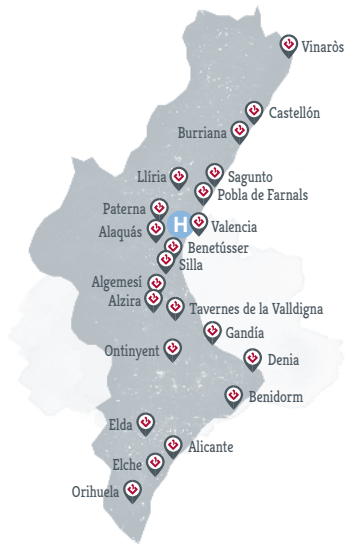 Vinaròs
Castellón
Burriana
Llíria
Sagunto
Pobla de Farnals
Paterna
Alaquás
H
Valencia
Benetússer
Silla
Algemesí
Alzira
Tavernes de la Valldigna
Gandía
Ontinyent
Denia
Benidorm
Elda
Alicante
Elche
Orihuela